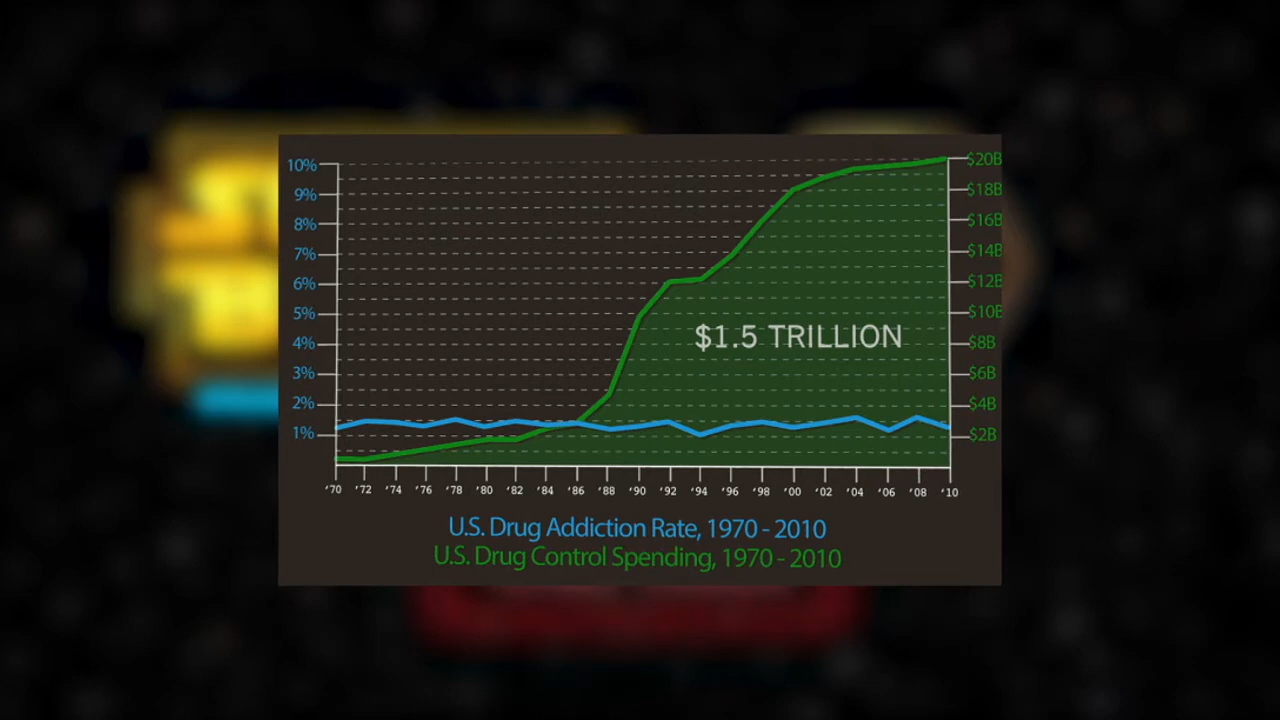 10%
9%
8%
7%
6%
5%
4%
3%
2%
1%
$20B
$18B
$16B
$14B
$12B
$10B
$8B
$6B
$4B
$2B
$1.5 TRILLION
'70 '72 '74 '76 '78 '80 '82 '84 '86 '88 '90 '92 '94 '96 '98 '00 '02 '04 '06 '08 '10
U.S. Drug Addiction Rate, 1970 - 2010
U.S. Drug Control Spending, 1970 - 2010